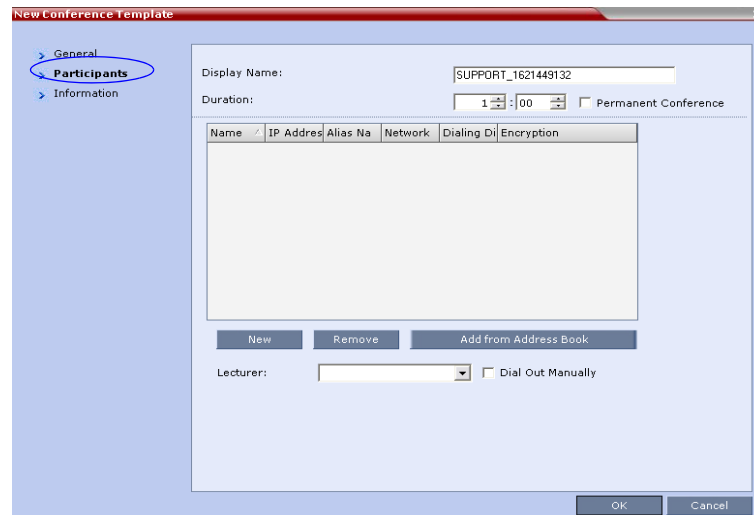 New Conference Template
General
Participants
Information
Display Name: SUPPORT_1621449132
Duration: 1 : 00 Permanent Conference
Name IP Addres Alias Na Network Dialing Di Encryption
New Remove Add from Address Book
Lecturer: Dial Out Manually
OK Cancel